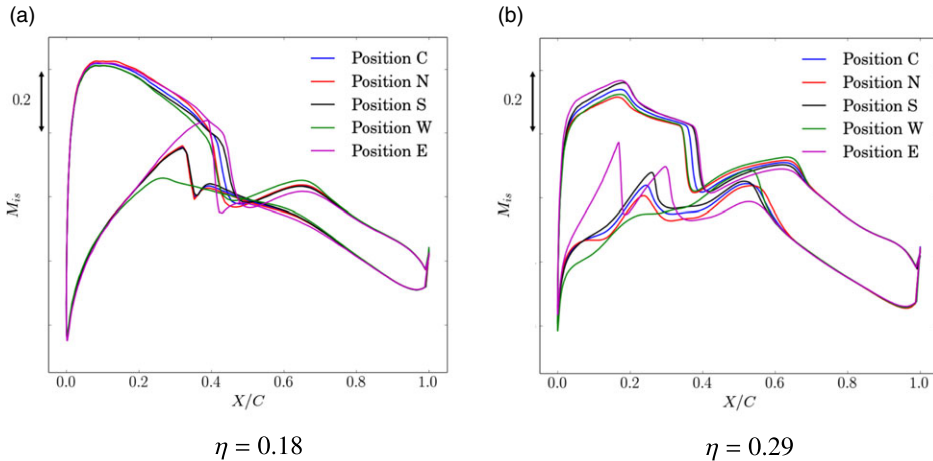 (a)
(b)
0.2
M_is
Position C
Position N
Position S
Position W
Position E
0.0 0.2 0.4 0.6 0.8 1.0
X/C
η = 0.18
0.2
M_is
Position C
Position N
Position S
Position W
Position E
0.0 0.2 0.4 0.6 0.8 1.0
X/C
η = 0.29